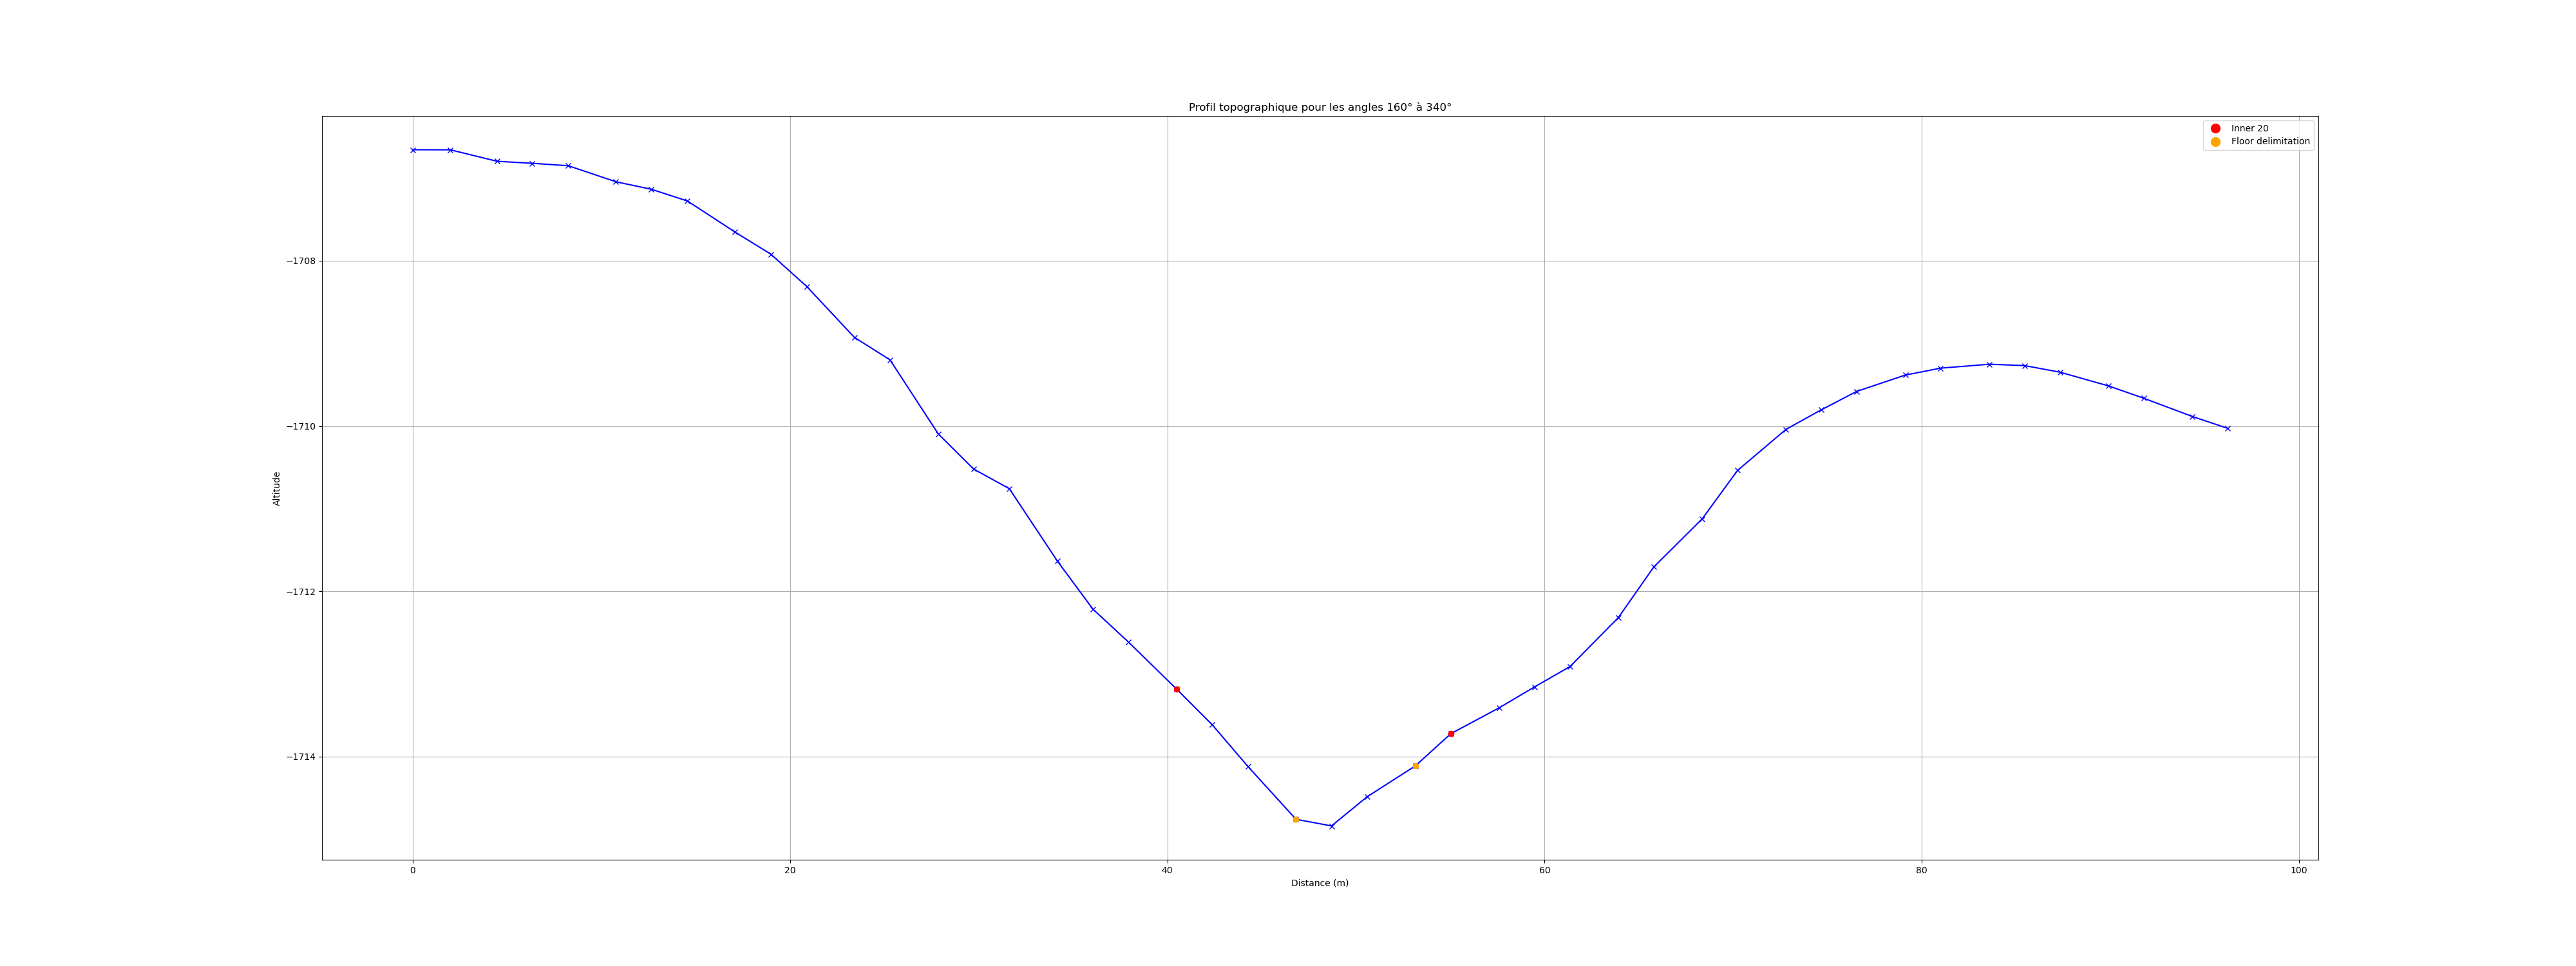 Profil topographique pour les angles 160° à 340°
Inner 20
Floor delimitation
−1708
−1710
−1712
−1714
Altitude
0 20 40 60 80 100
Distance (m)